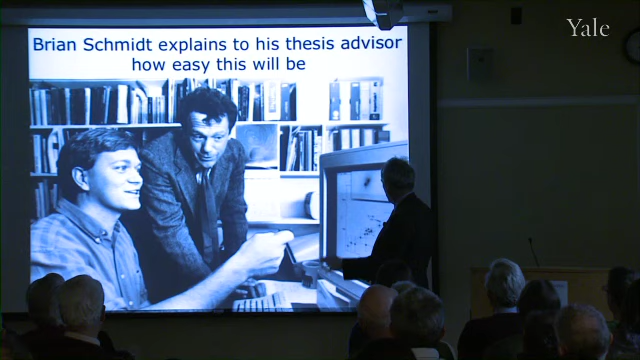 Yale
Brian Schmidt explains to his thesis advisor
how easy this will be